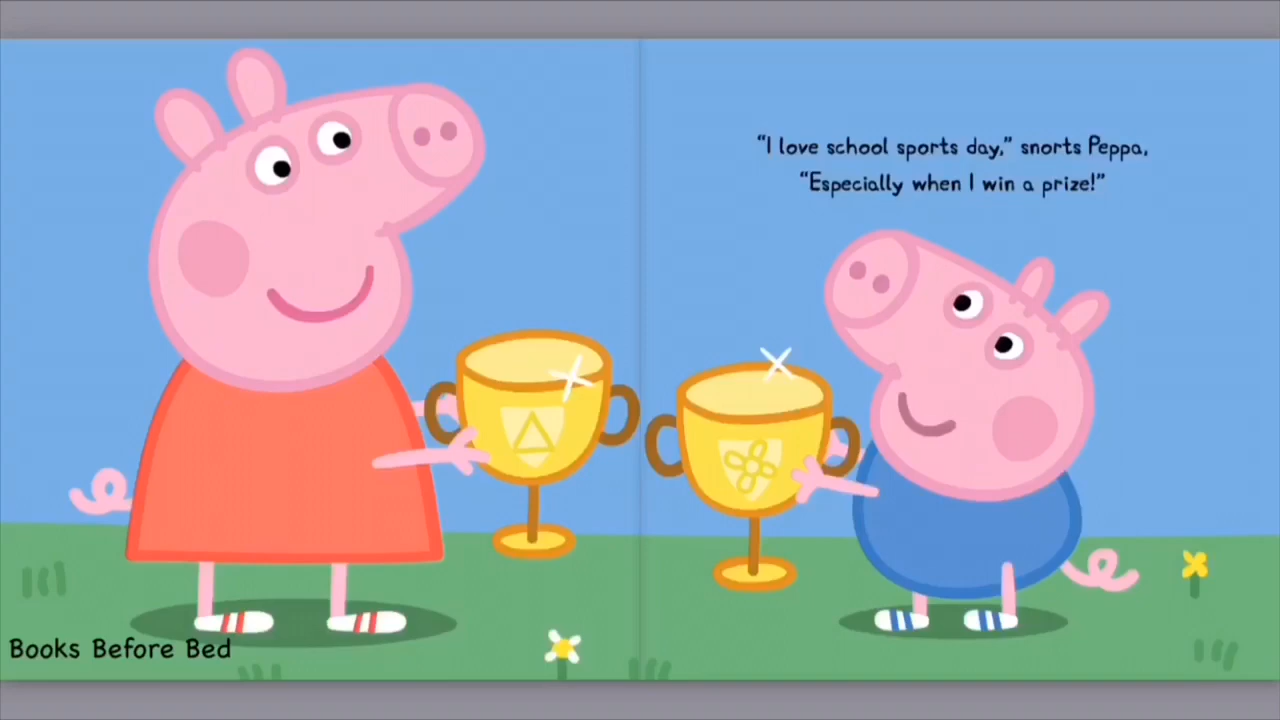 “I love school sports day,” snorts Peppa,
“Especially when I win a prize!”
Books Before Bed